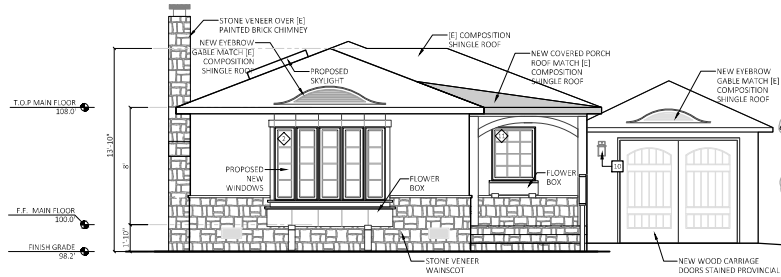 STONE VENEER OVER [E]
PAINTED BRICK CHIMNEY
NEW EYEBROW
GABLE MATCH [E]
COMPOSITION
SHINGLE ROOF
PROPOSED
SKYLIGHT
[E] COMPOSITION
SHINGLE ROOF
NEW COVERED PORCH
ROOF MATCH [E]
COMPOSITION
SHINGLE ROOF
NEW EYEBROW
GABLE MATCH [E]
COMPOSITION
SHINGLE ROOF
T.O.P MAIN FLOOR
108.0'
13'-10"
8'
PROPOSED
NEW
WINDOWS
FLOWER
BOX
FLOWER
BOX
10
F.F. MAIN FLOOR
100.0'
1'-10"
FINISH GRADE
98.2'
STONE VENEER
WAINSCOT
NEW WOOD CARRIAGE
DOORS STAINED PROVINCIAL